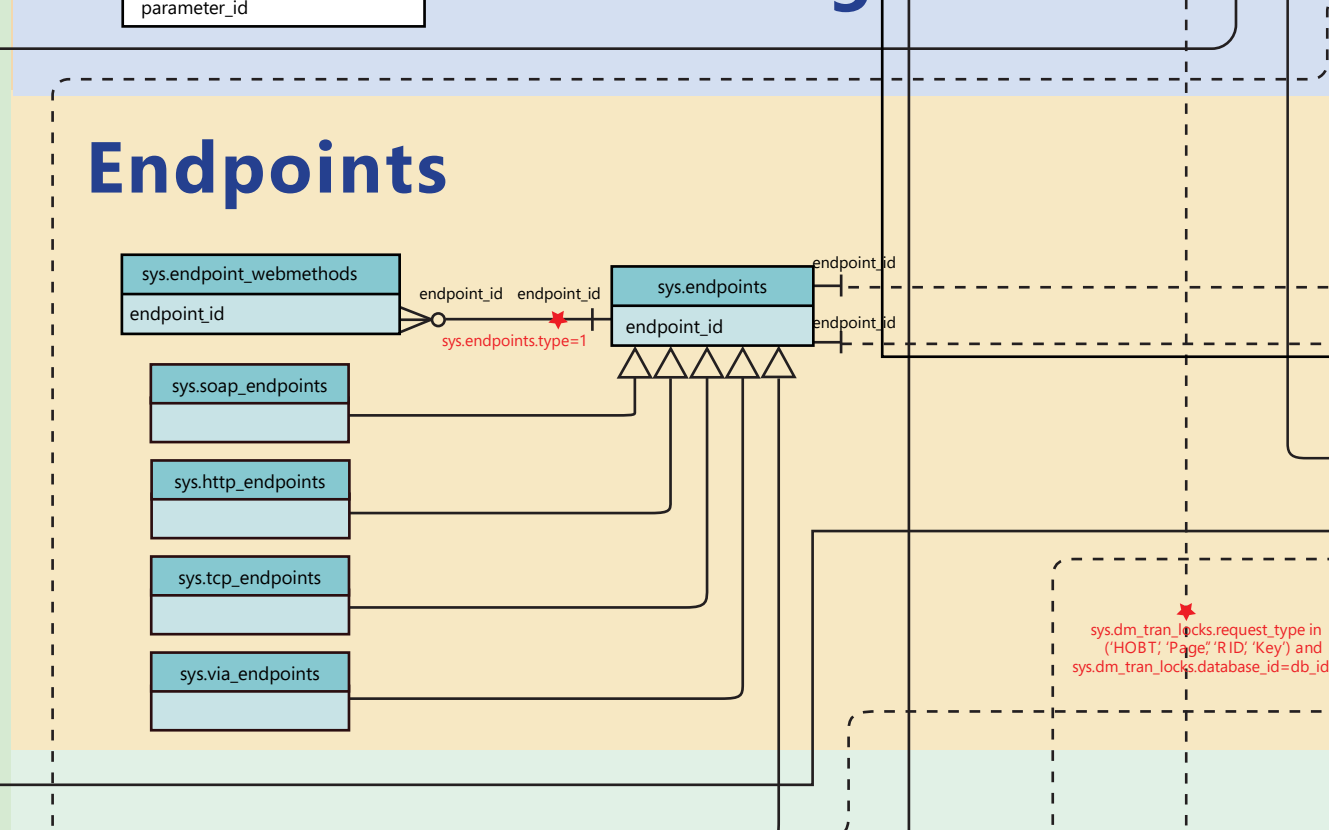 parameter_id
Endpoints
sys.endpoint_webmethods
endpoint_id
endpoint_id
endpoint_id
sys.endpoints.type=1
sys.endpoints
endpoint_id
endpoint_id
endpoint_id
sys.soap_endpoints
sys.http_endpoints
sys.tcp_endpoints
sys.via_endpoints
sys.dm_tran_locks.request_type in
(‘HOBT’, ‘Page”, ‘RID’, ‘Key’) and
sys.dm_tran_locks.database_id=db_id